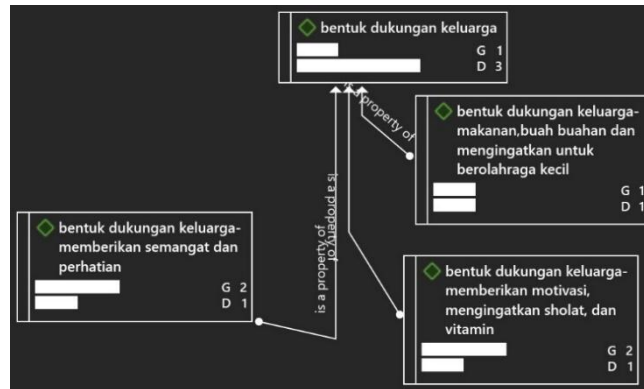 bentuk dukungan keluarga
G 1
D 3
is a property of
bentuk dukungan keluarga-
makanan,buah buahan dan
mengingatkan untuk
berolahraga kecil
G 1
D 1
is a property of
is a property of
bentuk dukungan keluarga-
memberikan semangat dan
perhatian
G 2
D 1
bentuk dukungan keluarga-
memberikan motivasi,
mengingatkan sholat, dan
vitamin
G 2
D 1